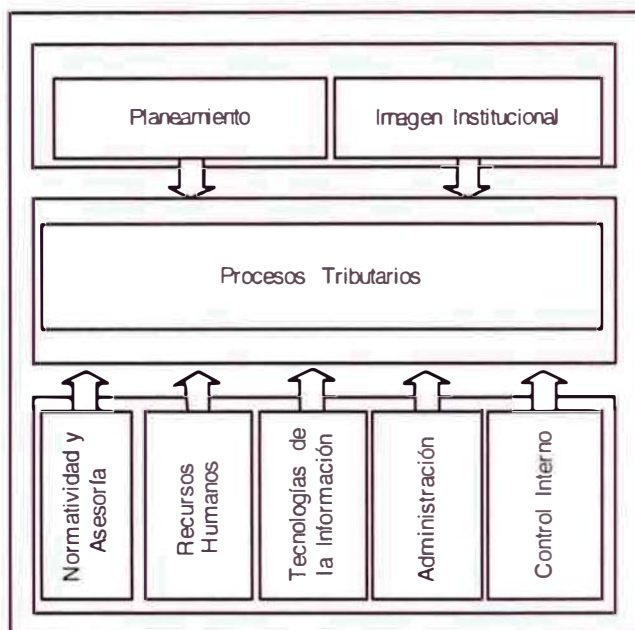 Planeamiento
Imagen Institucional
Procesos Tributarios
Normatividad y
Asesoría
Recursos
Humanos
Tecnologías de
la Información
Administración
Control Interno